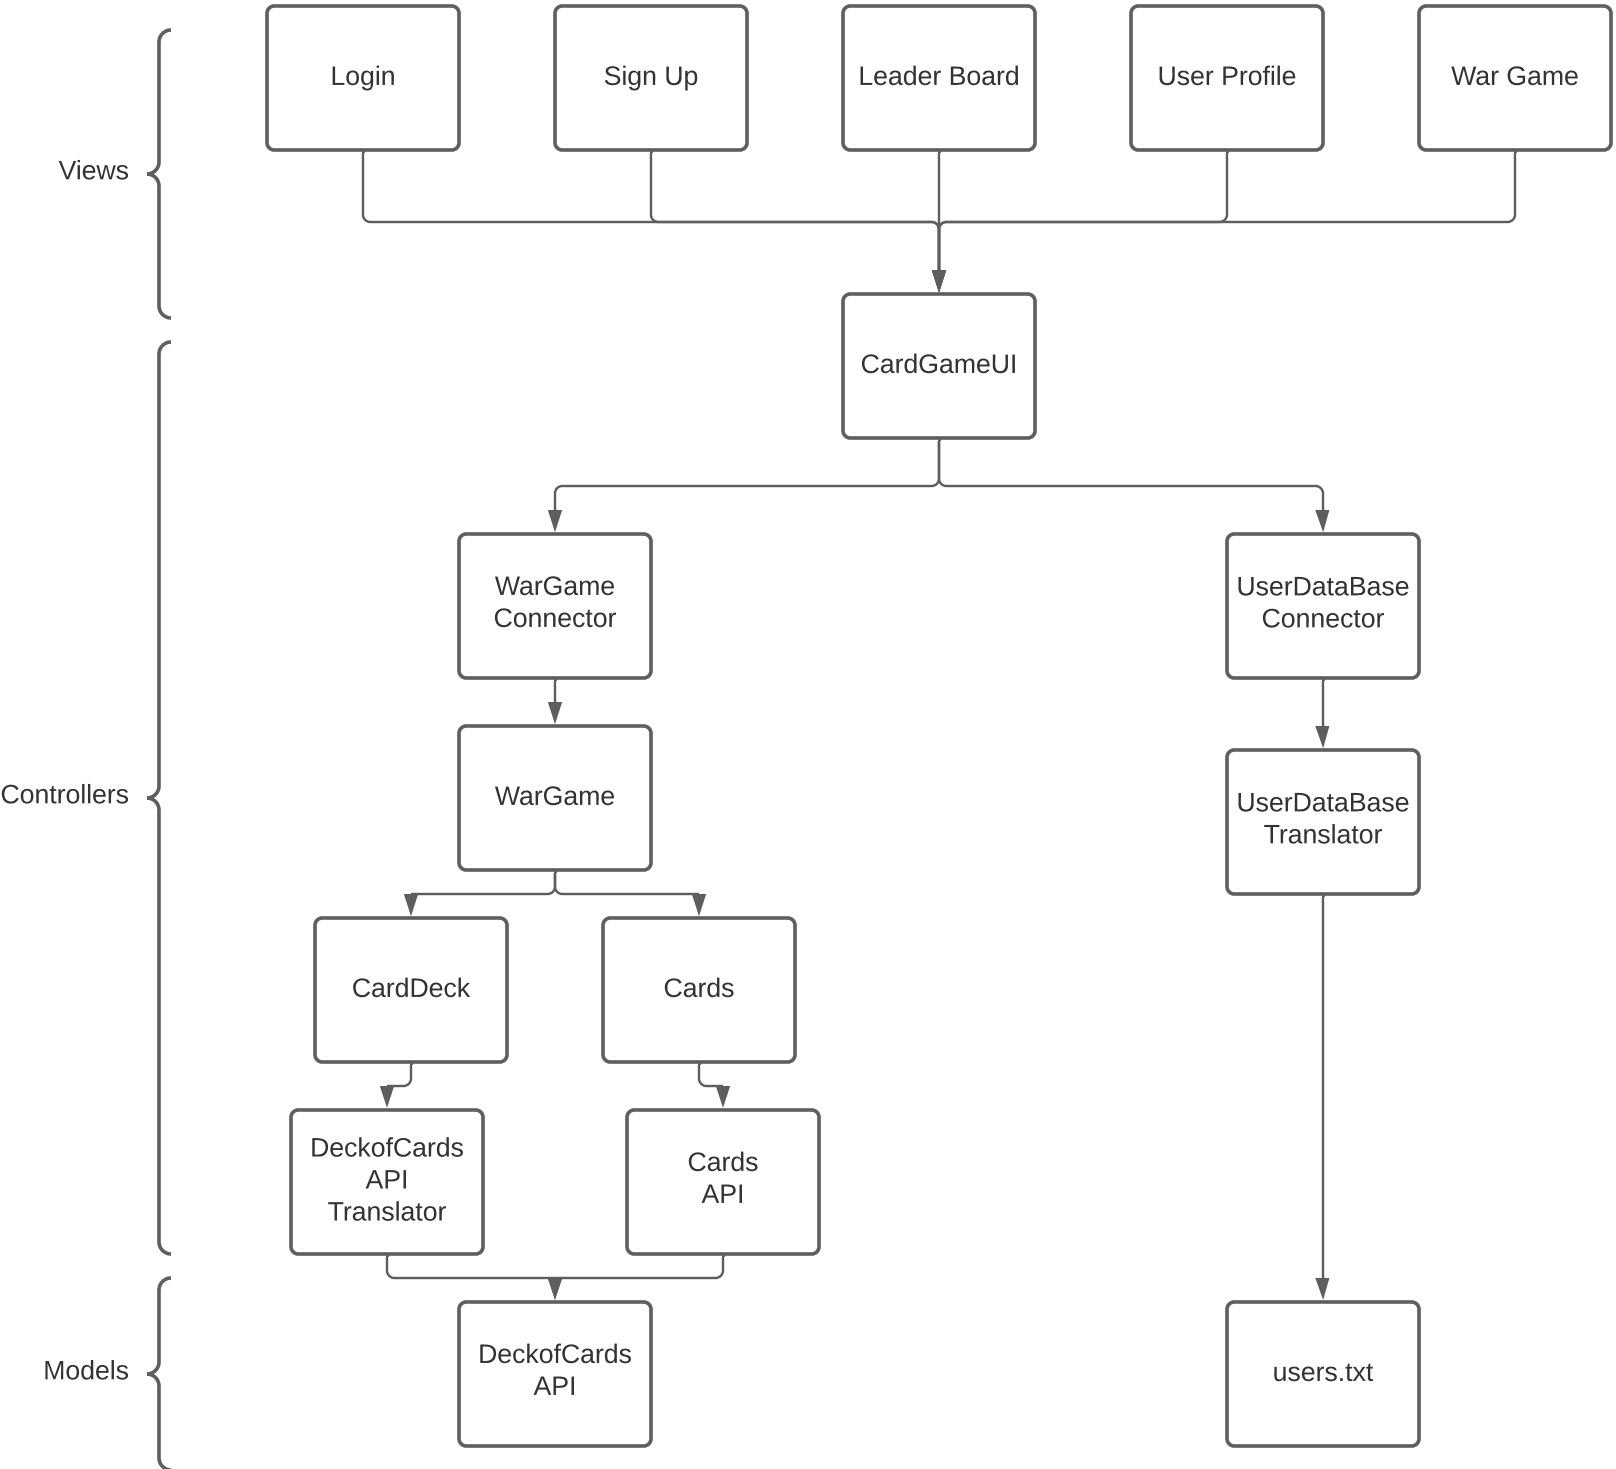 Login
Sign Up
Leader Board
User Profile
War Game
Views
CardGameUI
WarGame
Connector
UserDataBase
Connector
Controllers
WarGame
UserDataBase
Translator
CardDeck
Cards
DeckofCards
API
Translator
Cards
API
Models
DeckofCards
API
users.txt